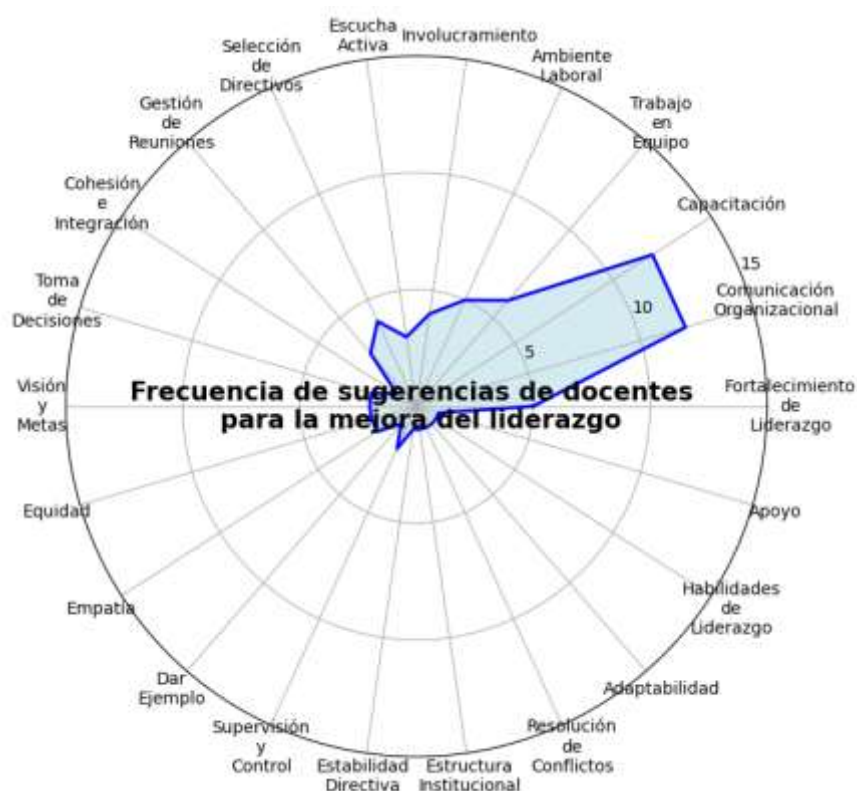 Escucha
Activa
Involucramiento
Selección
de
Directivos
Ambiente
Laboral
Gestión
de
Reuniones
Trabajo
en
Equipo
Cohesión
e
Integración
Capacitación
15
Toma
de
Decisiones
10
Comunicación
Organizacional
5
Visión
y
Metas
Frecuencia de sugerencias de docentes
para la mejora del liderazgo
Fortalecimiento
de
Liderazgo
Equidad
Apoyo
Empatía
Habilidades
de
Liderazgo
Dar
Ejemplo
Adaptabilidad
Supervisión
y
Control
Resolución
de
Conflictos
Estabilidad
Directiva
Estructura
Institucional